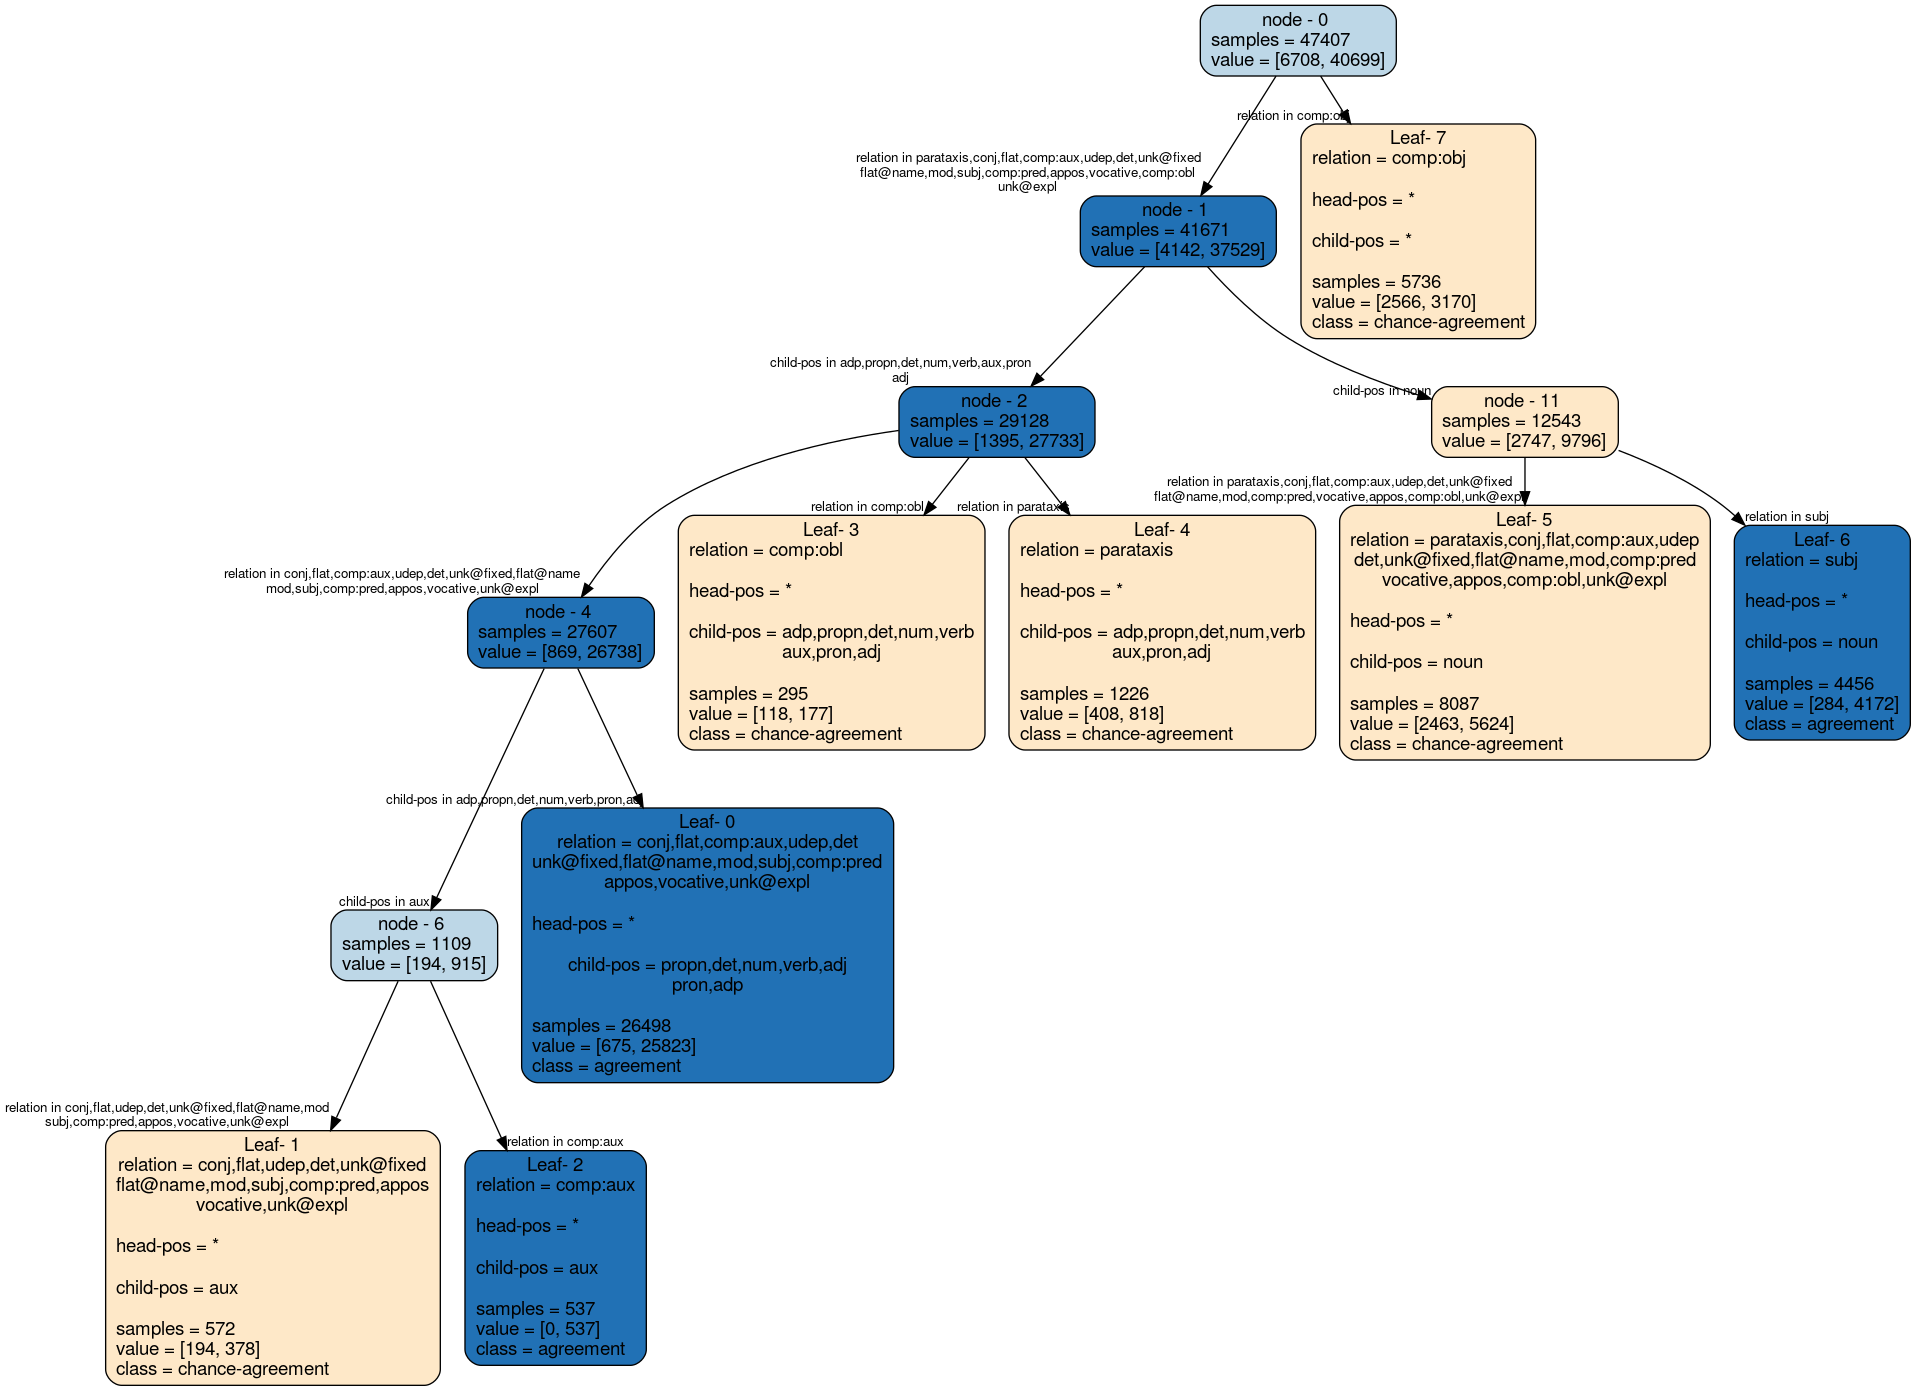 node - 0
samples = 47407
value = [6708, 40699]
relation in comp:obj
Leaf- 7
relation = comp:obj
head-pos = *
child-pos = *
samples = 5736
value = [2566, 3170]
class = chance-agreement
relation in parataxis,conj,flat,comp:aux,udep,det,unk@fixed
flat@name,mod,subj,comp:pred,appos,vocative,comp:obl
unk@expl
node - 1
samples = 41671
value = [4142, 37529]
child-pos in adp,propn,det,num,verb,aux,pron
adj
node - 2
samples = 29128
value = [1395, 27733]
child-pos in noun
node - 11
samples = 12543
value = [2747, 9796]
relation in conj,flat,comp:aux,udep,det,unk@fixed,flat@name
mod,subj,comp:pred,appos,vocative,unk@expl
node - 4
samples = 27607
value = [869, 26738]
relation in comp:obl
Leaf- 3
relation = comp:obl
head-pos = *
child-pos = adp,propn,det,num,verb
aux,pron,adj
samples = 295
value = [118, 177]
class = chance-agreement
relation in parataxis
Leaf- 4
relation = parataxis
head-pos = *
child-pos = adp,propn,det,num,verb
aux,pron,adj
samples = 1226
value = [408, 818]
class = chance-agreement
relation in parataxis,conj,flat,comp:aux,udep,det,unk@fixed
flat@name,mod,comp:pred,vocative,appos,comp:obl,unk@expl
Leaf- 5
relation = parataxis,conj,flat,comp:aux,udep
det,unk@fixed,flat@name,mod,comp:pred
vocative,appos,comp:obl,unk@expl
head-pos = *
child-pos = noun
samples = 8087
value = [2463, 5624]
class = chance-agreement
relation in subj
Leaf- 6
relation = subj
head-pos = *
child-pos = noun
samples = 4456
value = [284, 4172]
class = agreement
child-pos in aux
node - 6
samples = 1109
value = [194, 915]
child-pos in adp,propn,det,num,verb,pron,adj
Leaf- 0
relation = conj,flat,comp:aux,udep,det
unk@fixed,flat@name,mod,subj,comp:pred
appos,vocative,unk@expl
head-pos = *
child-pos = propn,det,num,verb,adj
pron,adp
samples = 26498
value = [675, 25823]
class = agreement
relation in conj,flat,udep,det,unk@fixed,flat@name,mod
subj,comp:pred,appos,vocative,unk@expl
Leaf- 1
relation = conj,flat,udep,det,unk@fixed
flat@name,mod,subj,comp:pred,appos
vocative,unk@expl
head-pos = *
child-pos = aux
samples = 572
value = [194, 378]
class = chance-agreement
relation in comp:aux
Leaf- 2
relation = comp:aux
head-pos = *
child-pos = aux
samples = 537
value = [0, 537]
class = agreement